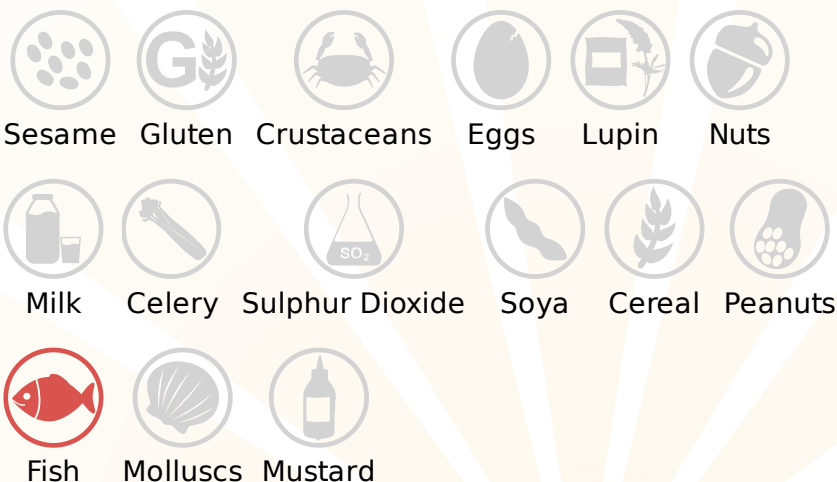 G
Sesame Gluten Crustaceans Eggs Lupin Nuts
SO₂
Milk Celery Sulphur Dioxide Soya Cereal Peanuts
Fish Molluscs Mustard